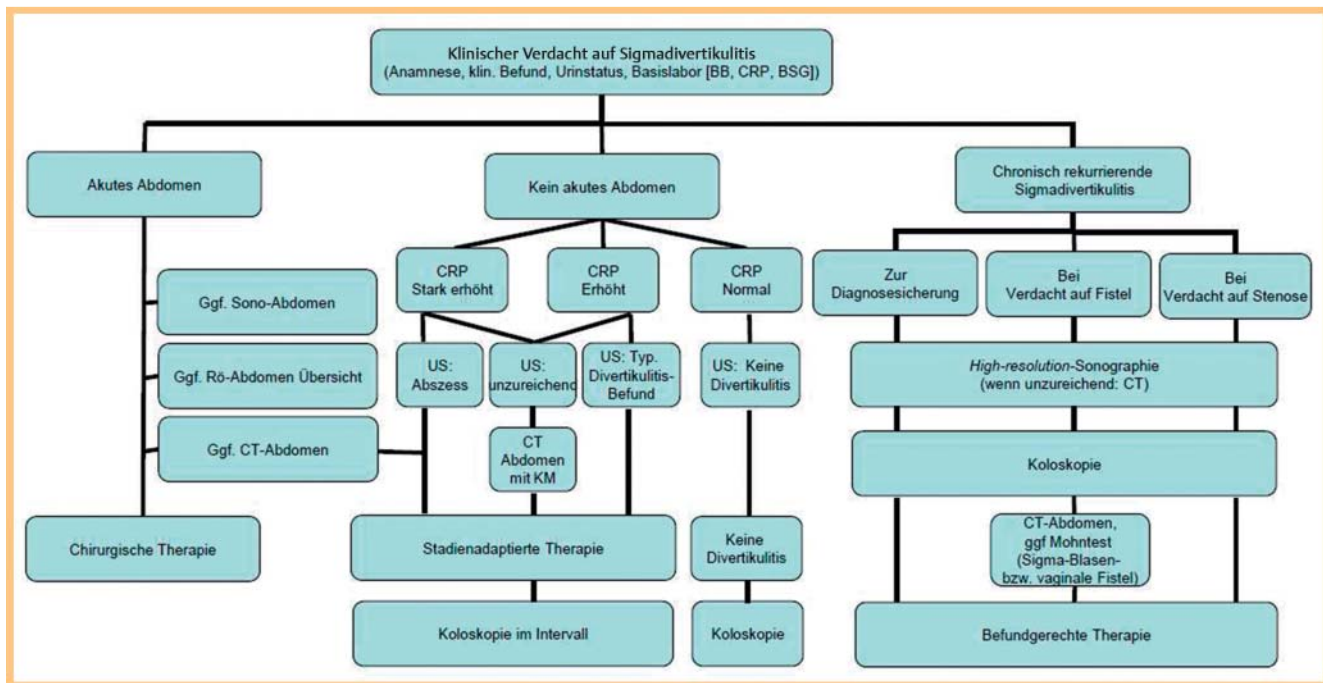 Klinischer Verdacht auf Sigmadivertikulitis
(Anamnese, klin. Befund, Urinstatus, Basislabor [BB, CRP, BSG])
Akutes Abdomen
Kein akutes Abdomen
Chronisch rekurrierende
Sigmadivertikulitis
Ggf. Sono-Abdomen
Ggf. Rö-Abdomen Übersicht
Ggf. CT-Abdomen
Chirurgische Therapie
CRP
Stark erhöht
CRP
Erhöht
CRP
Normal
US:
Abszess
US:
unzureichend
US: Typ.
Divertikulitis-
Befund
US: Keine
Divertikulitis
CT
Abdomen
mit KM
Stadienadaptierte Therapie
Keine
Divertikulitis
Koloskopie im Intervall
Koloskopie
Zur
Diagnosesicherung
Bei
Verdacht auf Fistel
Bei
Verdacht auf Stenose
High-resolution-Sonographie
(wenn unzureichend: CT)
Koloskopie
CT-Abdomen,
ggf Mohntest
(Sigma-Blasen-
bzw. vaginale Fistel)
Befundgerechte Therapie